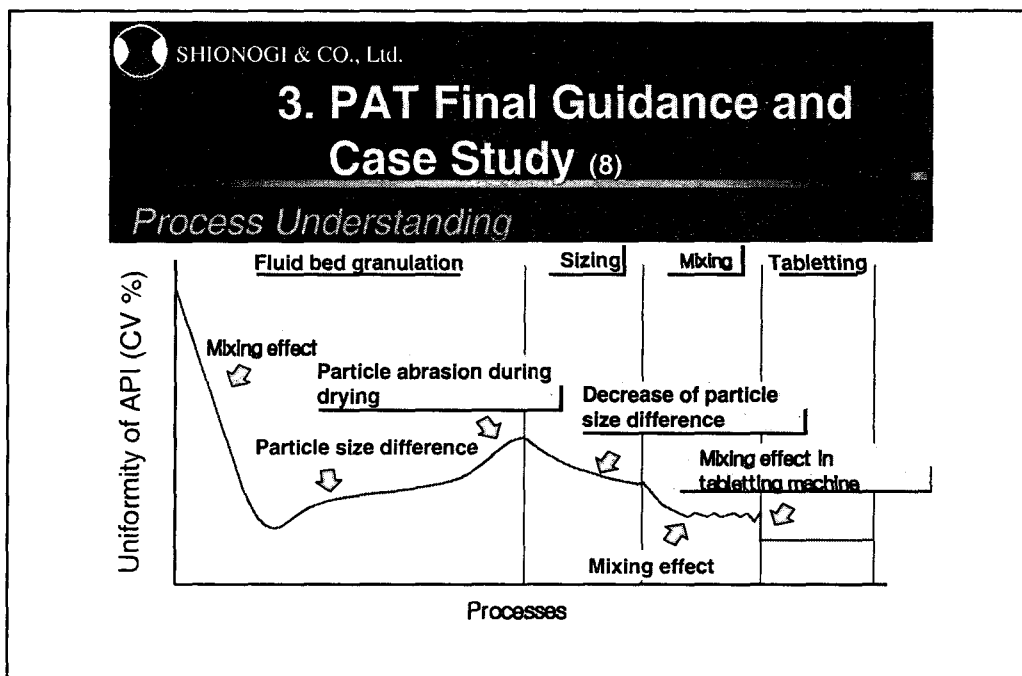 SHIONOGI & CO., Ltd.
3. PAT Final Guidance and
Case Study (8)
Process Understanding
Fluid bed granulation
Sizing
Mixing
Tabletting
Uniformity of API (CV %)
Mixing effect
Particle abrasion during
drying
Particle size difference
Decrease of particle
size difference
Mixing effect in
tabletting machine
Mixing effect
Processes